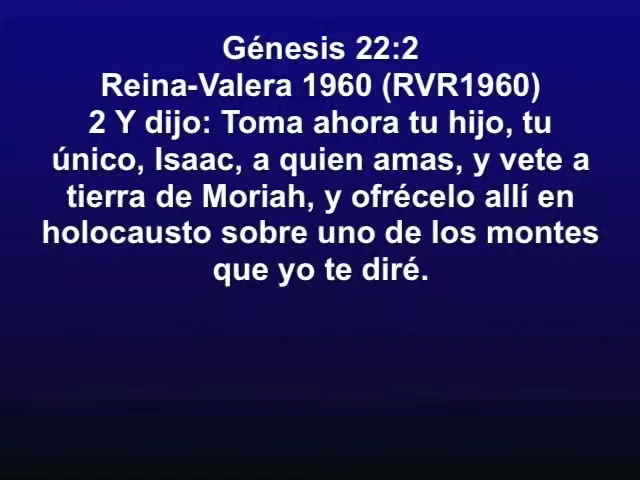 Génesis 22:2
Reina-Valera 1960 (RVR1960)
2 Y dijo: Toma ahora tu hijo, tu
único, Isaac, a quien amas, y vete a
tierra de Moriah, y ofrécelo allí en
holocausto sobre uno de los montes
que yo te diré.